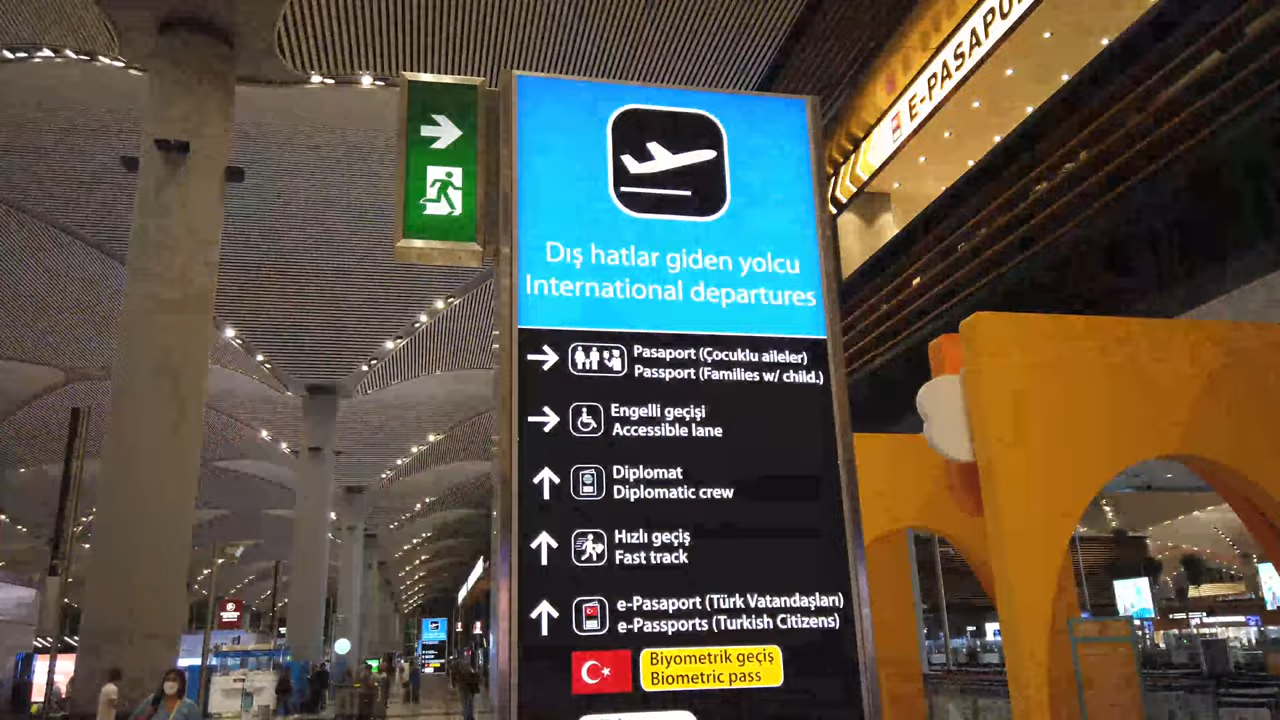 Dış hatlar giden yolcu
International departures
Pasaport (Çocuklu aileler)
Passport (Families w/ child.)
Engelli geçişi
Accessible lane
Diplomat
Diplomatic crew
Hızlı geçiş
Fast track
e-Pasaport (Türk Vatandaşları)
e-Passports (Turkish Citizens)
Biyometrik geçiş
Biometric pass